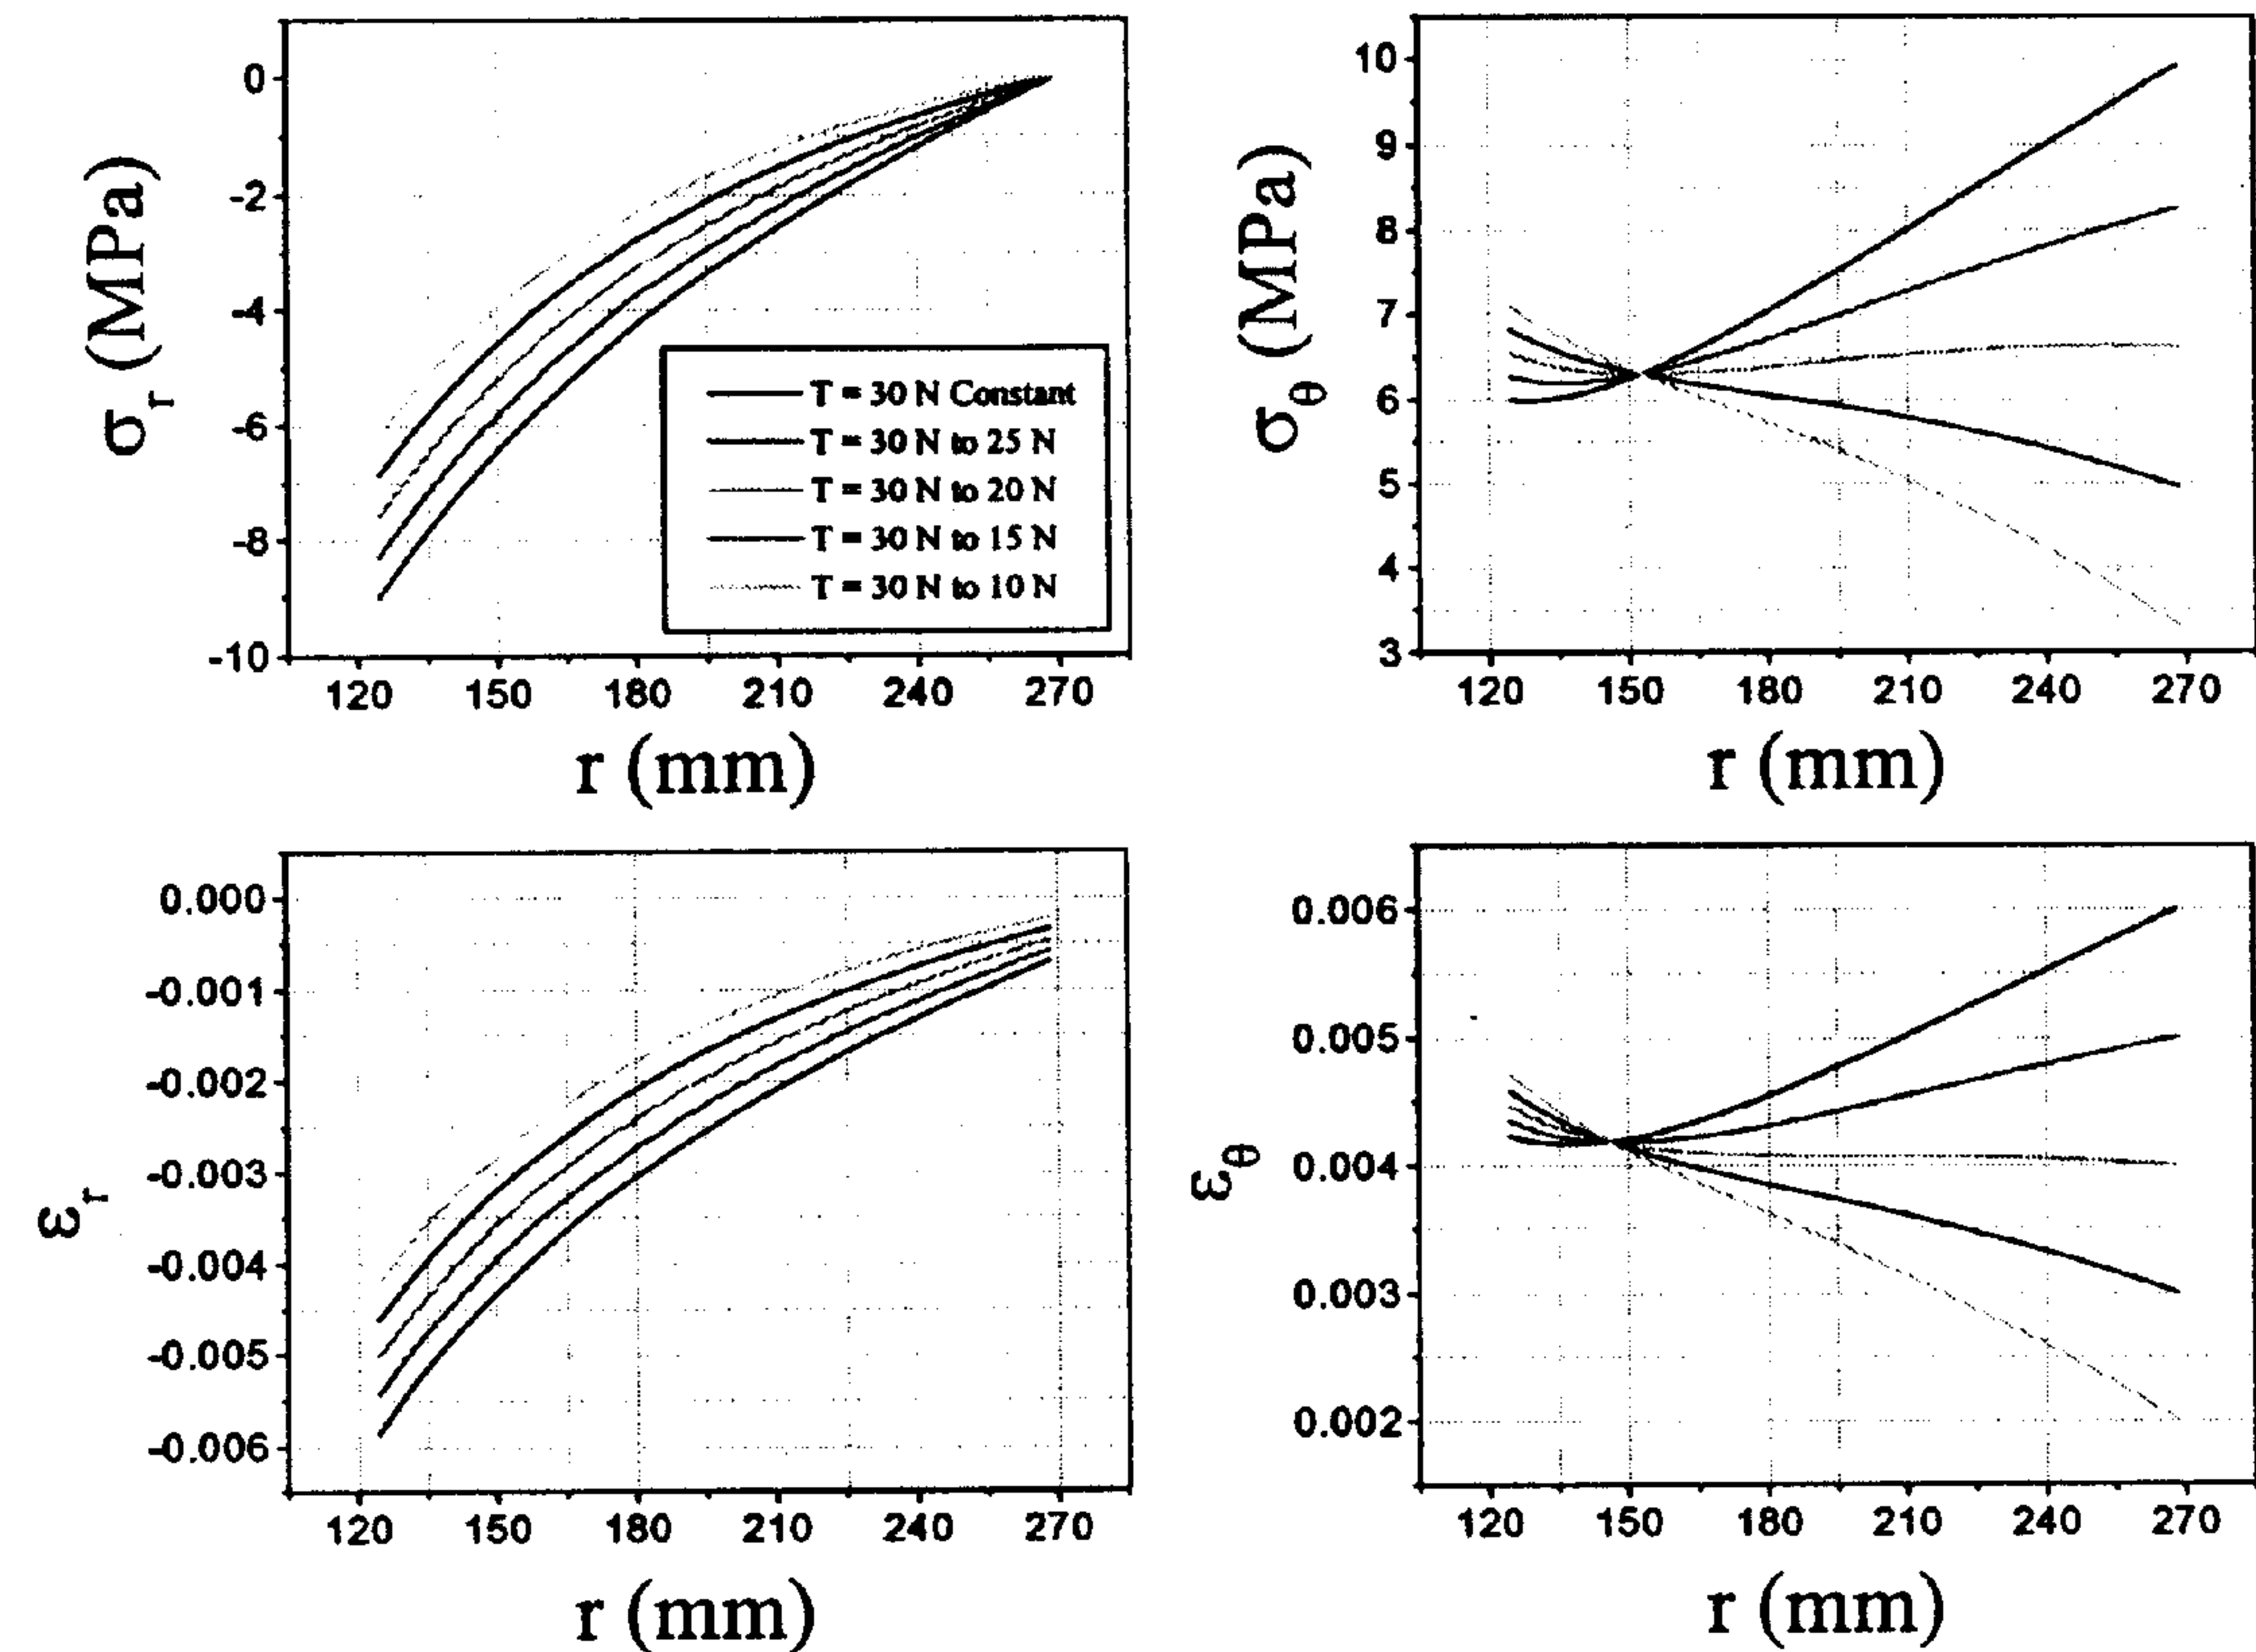 σr (MPa)
0
-2
-4
-6
-8
-10
T = 30 N Constant
T = 30 N to 25 N
T = 30 N to 20 N
T = 30 N to 15 N
T = 30 N to 10 N
120 150 180 210 240 270
r (mm)
σθ (MPa)
10
9
8
7
6
5
4
3
120 150 180 210 240 270
r (mm)
εr
0.000
-0.001
-0.002
-0.003
-0.004
-0.005
-0.006
120 150 180 210 240 270
r (mm)
εθ
0.006
0.005
0.004
0.003
0.002
120 150 180 210 240 270
r (mm)